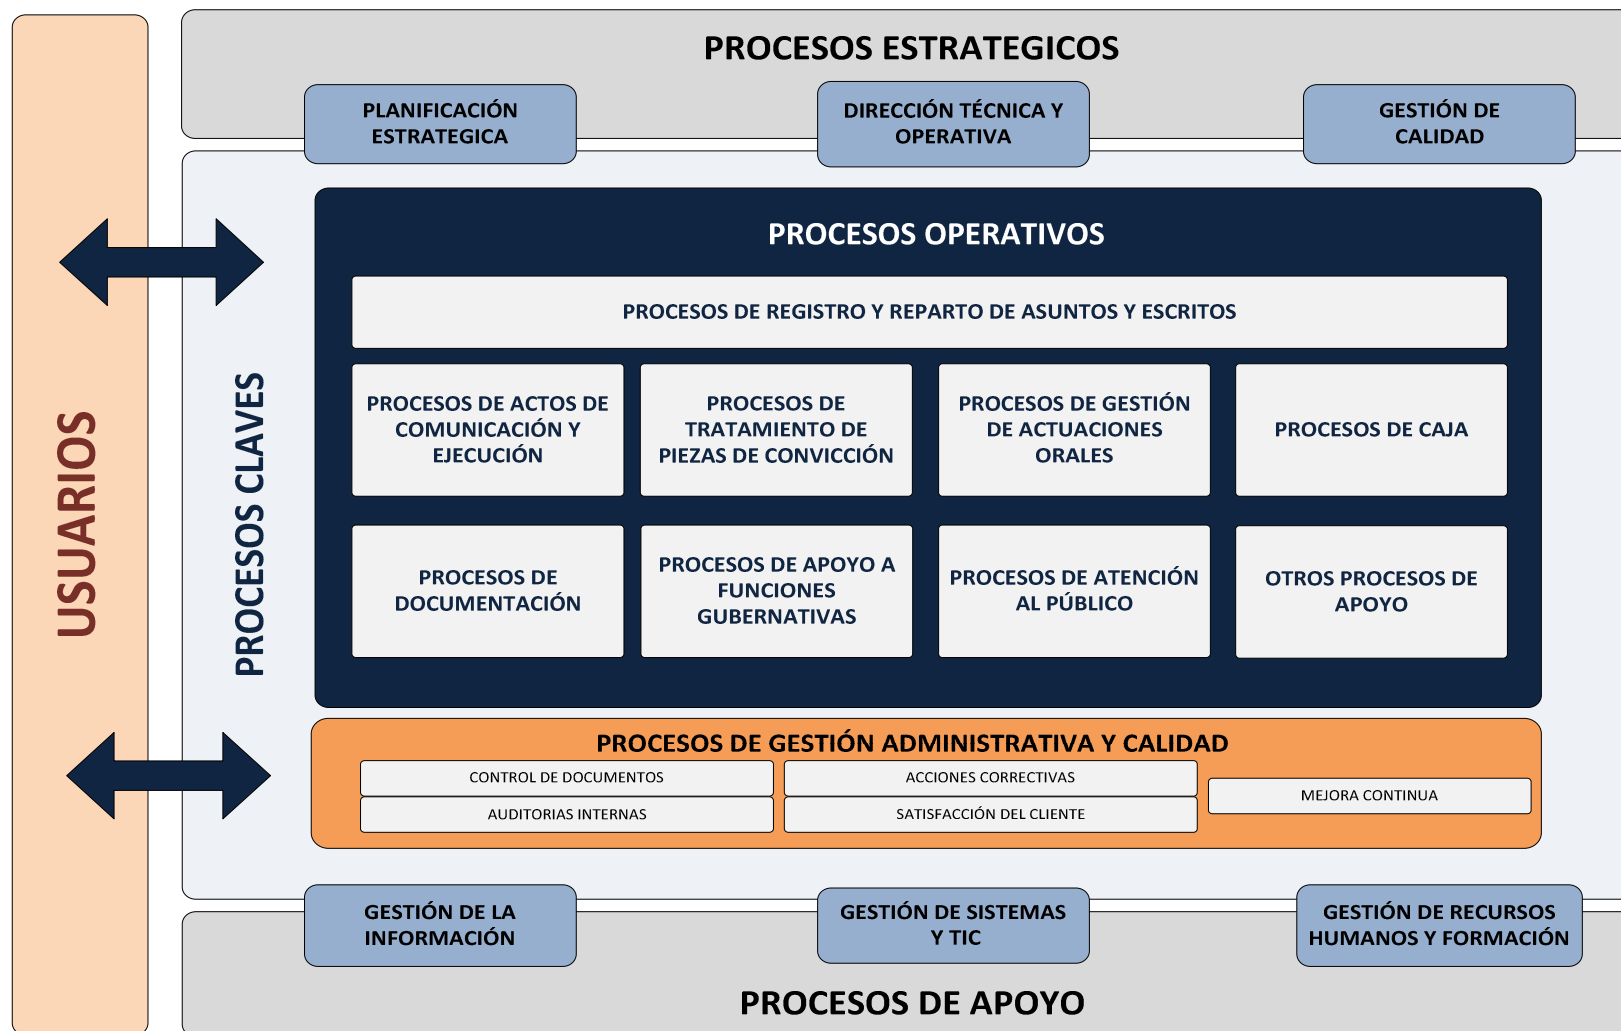 PROCESOS ESTRATEGICOS
PLANIFICACIÓN
ESTRATEGICA
DIRECCIÓN TÉCNICA Y
OPERATIVA
GESTIÓN DE
CALIDAD
USUARIOS
PROCESOS CLAVES
PROCESOS OPERATIVOS
PROCESOS DE REGISTRO Y REPARTO DE ASUNTOS Y ESCRITOS
PROCESOS DE ACTOS DE
COMUNICACIÓN Y
EJECUCIÓN
PROCESOS DE
TRATAMIENTO DE
PIEZAS DE CONVICCIÓN
PROCESOS DE GESTIÓN
DE ACTUACIONES
ORALES
PROCESOS DE CAJA
PROCESOS DE
DOCUMENTACIÓN
PROCESOS DE APOYO A
FUNCIONES
GUBERNATIVAS
PROCESOS DE ATENCIÓN
AL PÚBLICO
OTROS PROCESOS DE
APOYO
PROCESOS DE GESTIÓN ADMINISTRATIVA Y CALIDAD
CONTROL DE DOCUMENTOS
ACCIONES CORRECTIVAS
MEJORA CONTINUA
AUDITORIAS INTERNAS
SATISFACCIÓN DEL CLIENTE
GESTIÓN DE LA
INFORMACIÓN
GESTIÓN DE SISTEMAS
Y TIC
GESTIÓN DE RECURSOS
HUMANOS Y FORMACIÓN
PROCESOS DE APOYO